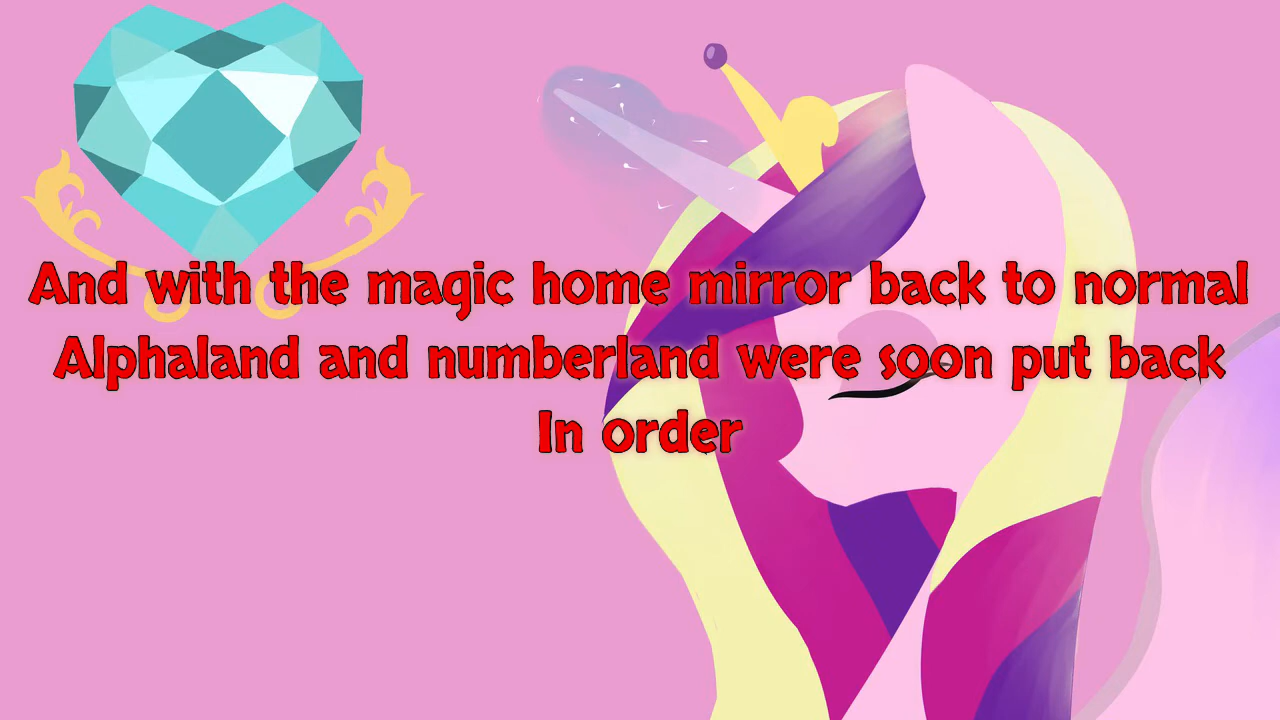 And with the magic home mirror back to normal
Alphaland and numberland were soon put back
In order